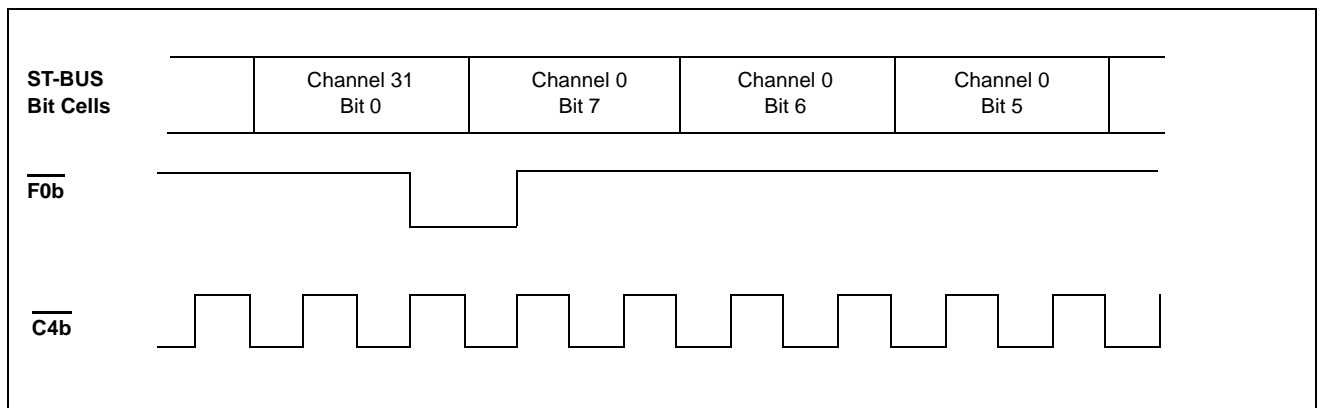 ST-BUS
Bit Cells
Channel 31
Bit 0
Channel 0
Bit 7
Channel 0
Bit 6
Channel 0
Bit 5
F0b
C4b